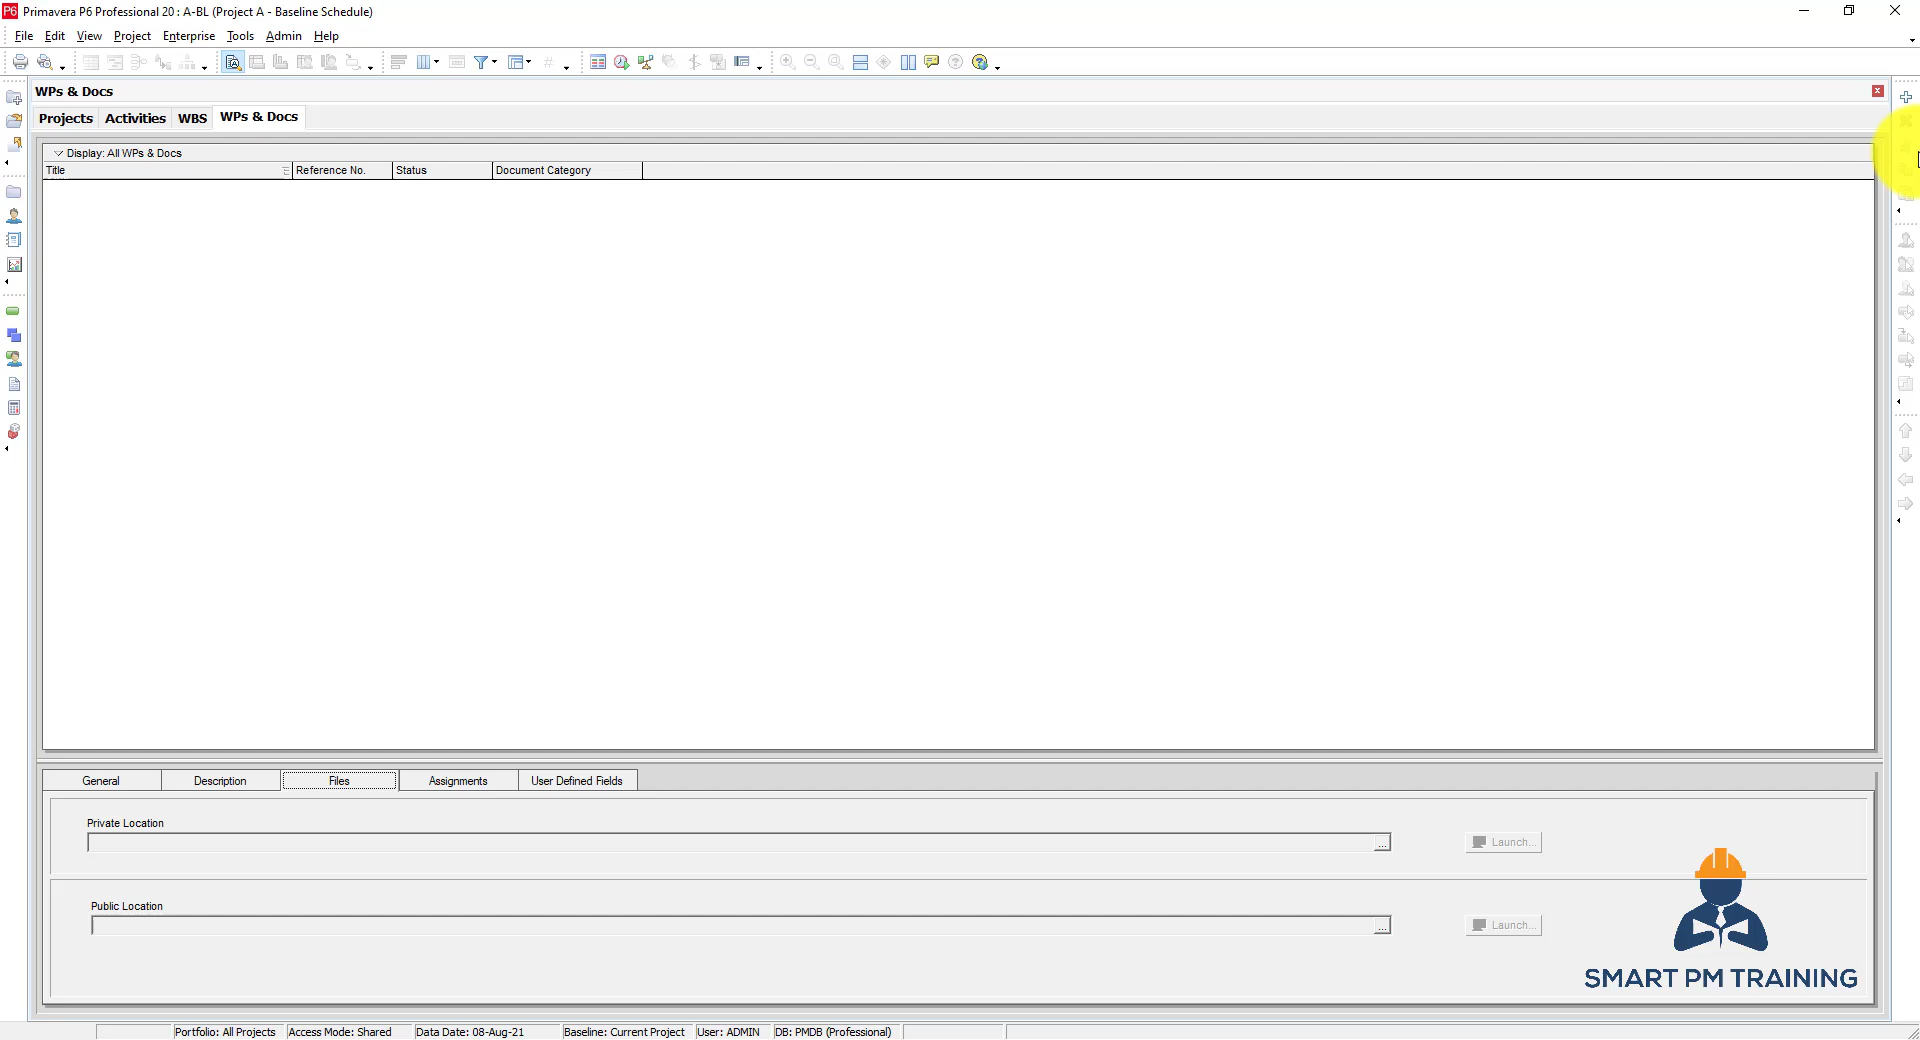 P6 Primavera P6 Professional 20 : A-BL (Project A - Baseline Schedule)
File Edit View Project Enterprise Tools Admin Help
WPs & Docs
Projects Activities WBS WPs & Docs
Display: All WPs & Docs
Title Reference No. Status Document Category
General Description Files Assignments User Defined Fields
Private Location
... Launch...
Public Location
... Launch...
SMART PM TRAINING
Portfolio: All Projects Access Mode: Shared Data Date: 08-Aug-21 Baseline: Current Project User: ADMIN DB: PMDB (Professional)